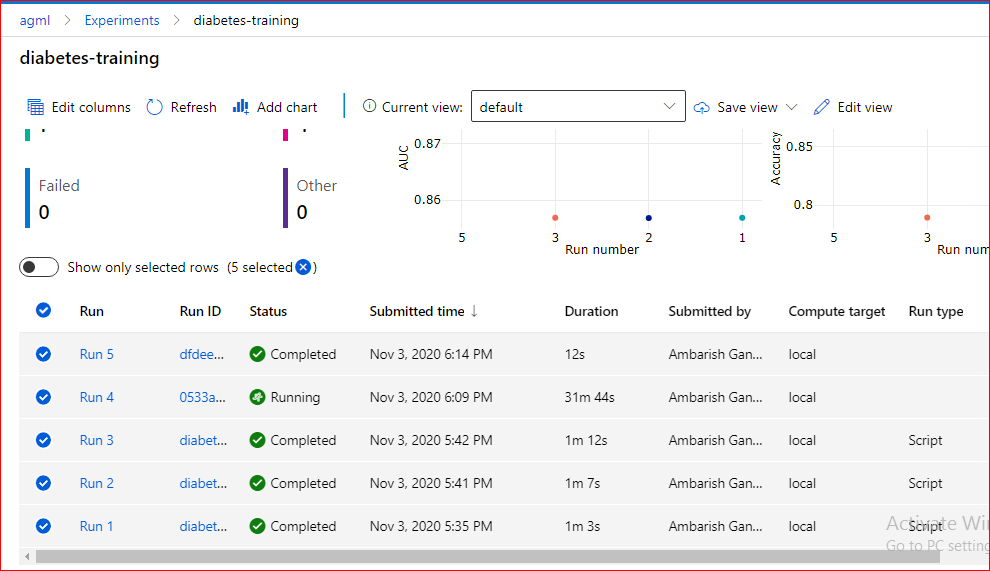 agml > Experiments > diabetes-training
diabetes-training
Edit columns Refresh Add chart Current view: default Save view Edit view
Failed
0
Other
0
AUC
0.87
0.86
5 3 2 1
Run number
Accuracy
0.85
0.8
5 3
Run num
Show only selected rows (5 selected)
Run Run ID Status Submitted time ↓ Duration Submitted by Compute target Run type
Run 5 dfdee... Completed Nov 3, 2020 6:14 PM 12s Ambarish Gan... local
Run 4 0533a... Running Nov 3, 2020 6:09 PM 31m 44s Ambarish Gan... local
Run 3 diabet... Completed Nov 3, 2020 5:42 PM 1m 12s Ambarish Gan... local Script
Run 2 diabet... Completed Nov 3, 2020 5:41 PM 1m 7s Ambarish Gan... local Script
Run 1 diabet... Completed Nov 3, 2020 5:35 PM 1m 3s Ambarish Gan... local Script
Activate Win
Go to PC setting